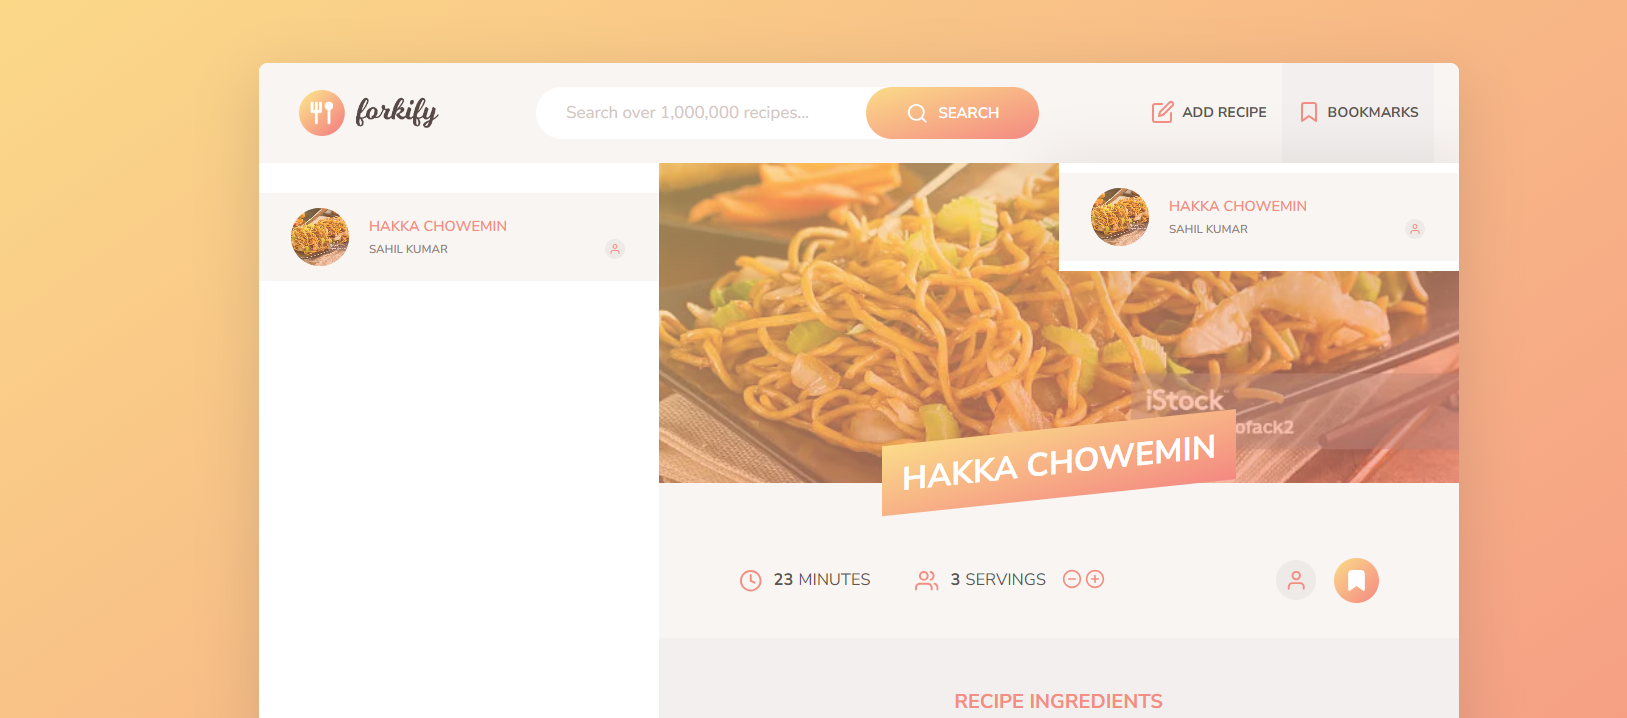 forkify
Search over 1,000,000 recipes...
SEARCH
ADD RECIPE
BOOKMARKS
HAKKA CHOWEMIN
SAHIL KUMAR
HAKKA CHOWEMIN
SAHIL KUMAR
iStock
ofack2
HAKKA CHOWEMIN
23 MINUTES
3 SERVINGS
RECIPE INGREDIENTS